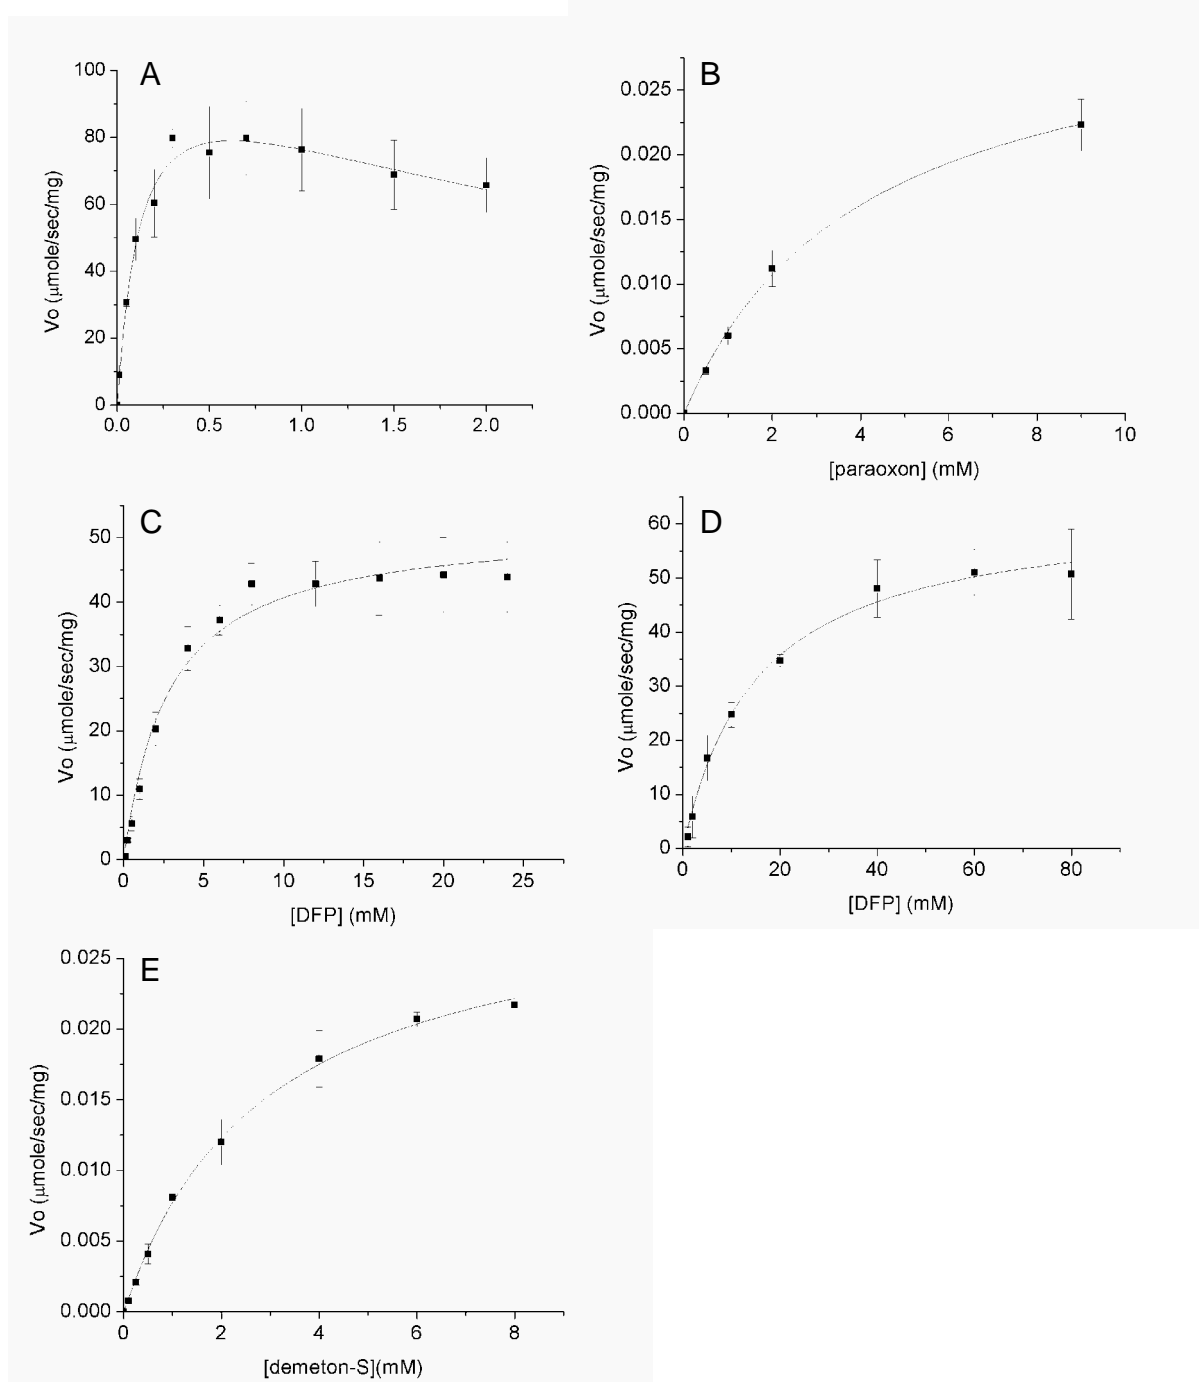 A
100
80
60
40
20
0
Vo (μmole/sec/mg)
0.0 0.5 1.0 1.5 2.0
B
0.025
0.020
0.015
0.010
0.005
0.000
Vo (μmole/sec/mg)
0 2 4 6 8 10
[paraoxon] (mM)
C
50
40
30
20
10
0
Vo (μmole/sec/mg)
0 5 10 15 20 25
[DFP] (mM)
D
60
50
40
30
20
10
0
Vo (μmole/sec/mg)
0 20 40 60 80
[DFP] (mM)
E
0.025
0.020
0.015
0.010
0.005
0.000
Vo (μmole/sec/mg)
0 2 4 6 8
[demeton-S](mM)